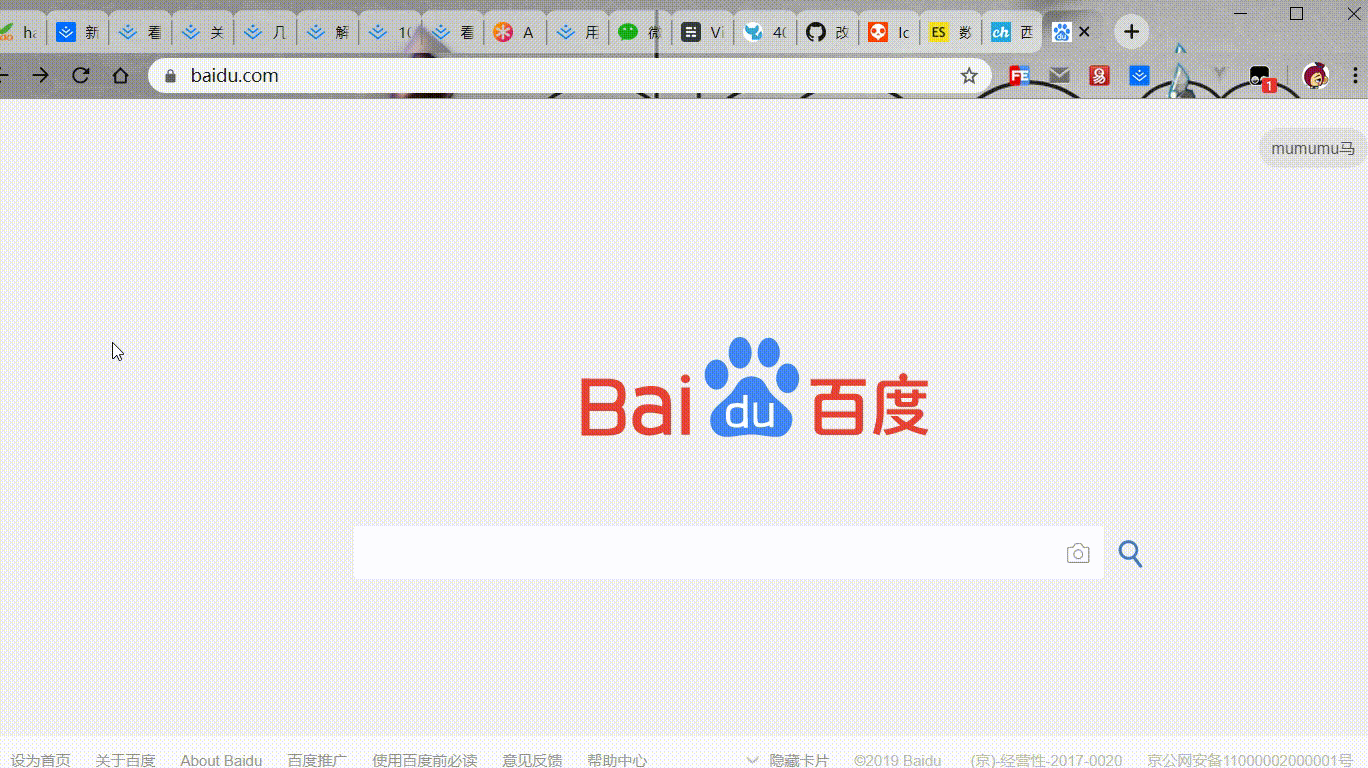 ha 新 看 关 几 解 10 看 A 用 微 Vi 40 改 Ic ES 数 ch 西
baidu.com FE 易 1
mumumu马
Bai du 百度
设为首页 关于百度 About Baidu 百度推广 使用百度前必读 意见反馈 帮助中心 隐藏卡片 ©2019 Baidu (京)-经营性-2017-0020 京公网安备11000002000001号